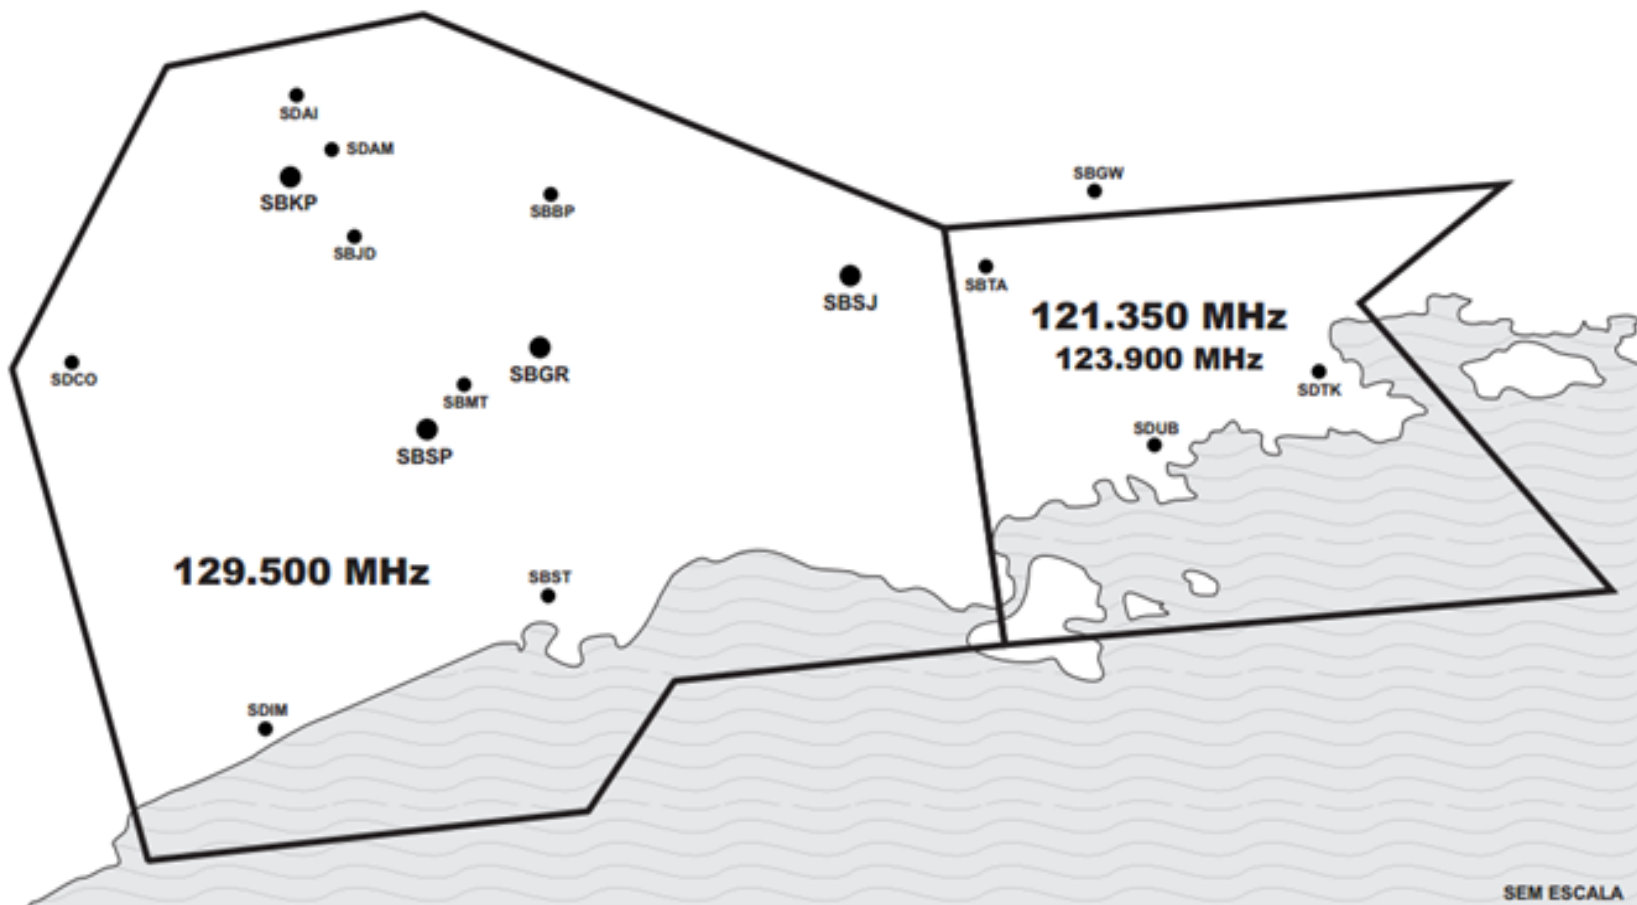 SDAI
SDAM
SBKP
SBBP
SBJD
SBGW
SBTA
SBSJ
121.350 MHz
123.900 MHz
SDCO
SBGR
SBMT
SBSP
SDTK
SDUB
129.500 MHz
SBST
SDIM
SEM ESCALA